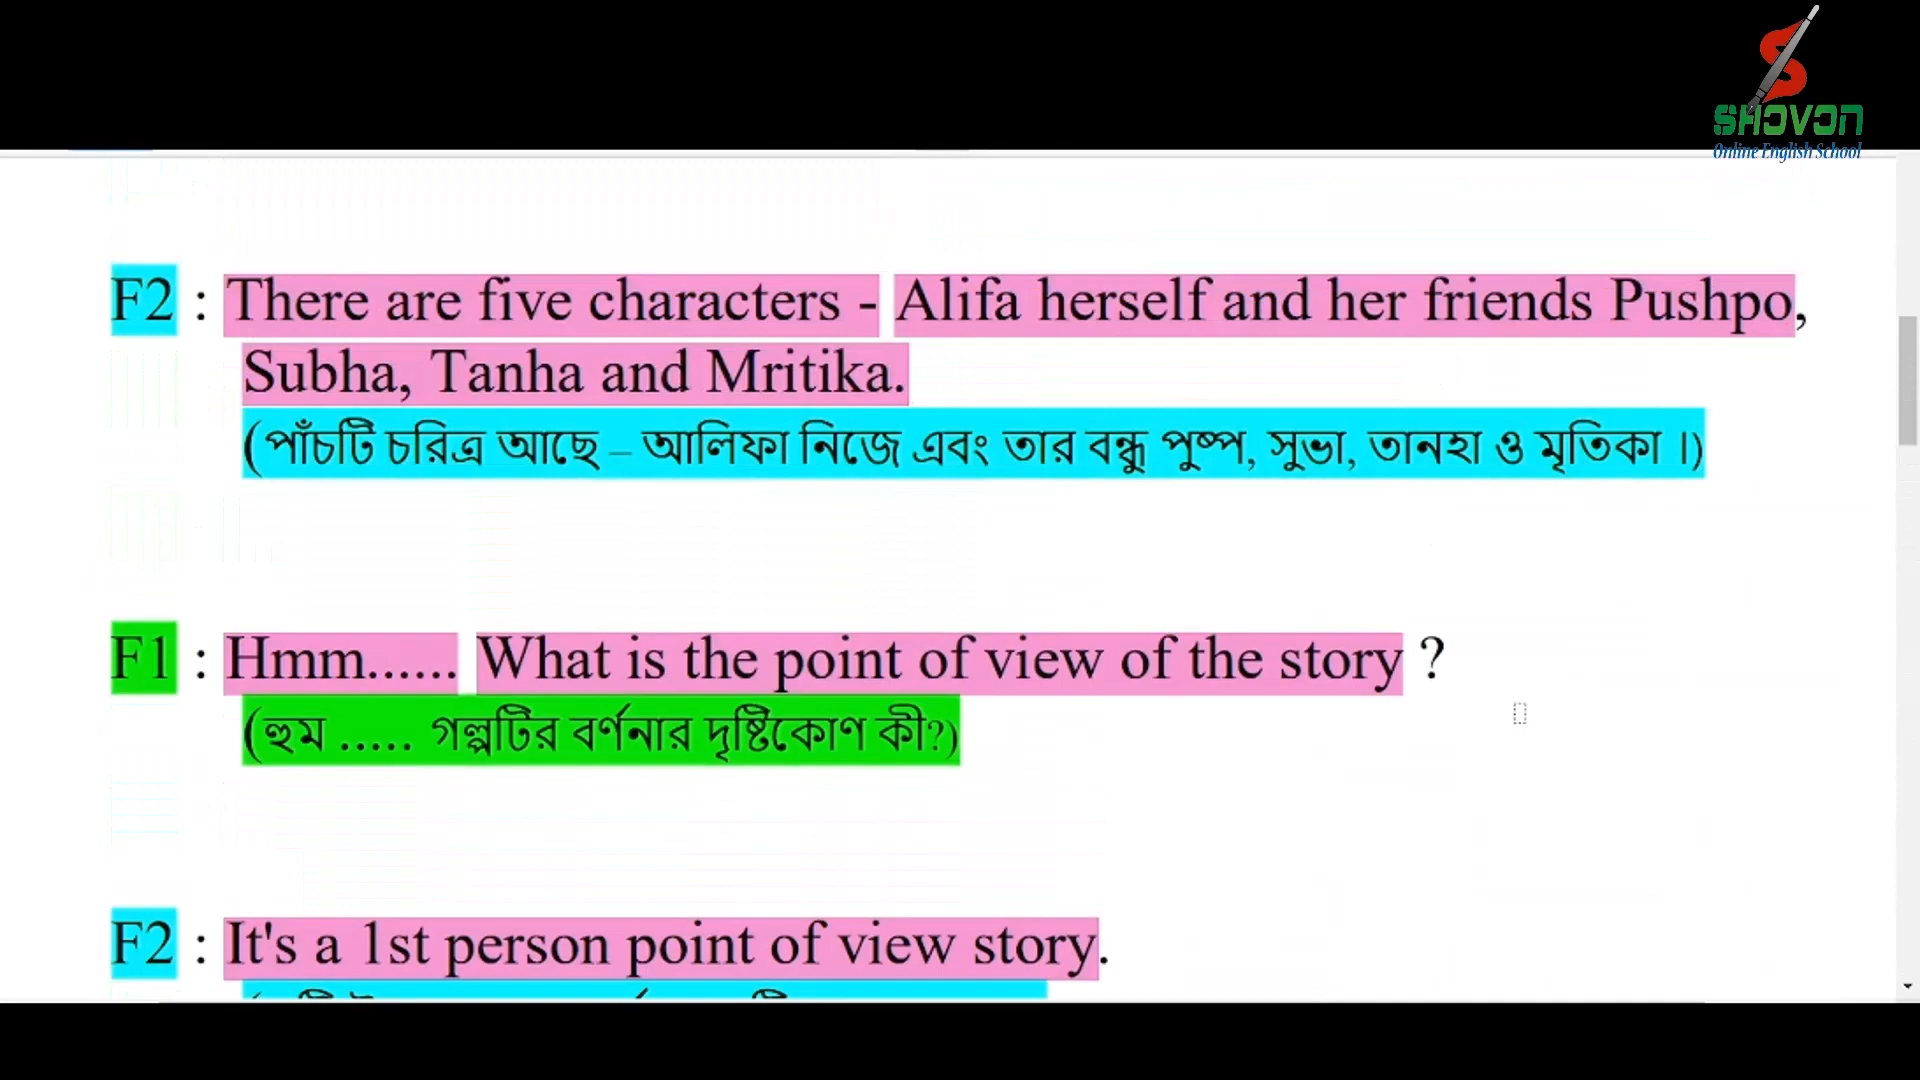 SHOVON
Online English School
F2 : There are five characters - Alifa herself and her friends Pushpo,
Subha, Tanha and Mritika.
(পাঁচটি চরিত্র আছে – আলিফা নিজে এবং তার বন্ধু পুষ্প, সুভা, তানহা ও মৃতিকা ।)
F1 : Hmm...... What is the point of view of the story ?
(হুম ..... গল্পটির বর্ণনার দৃষ্টিকোণ কী?)
F2 : It's a 1st person point of view story.